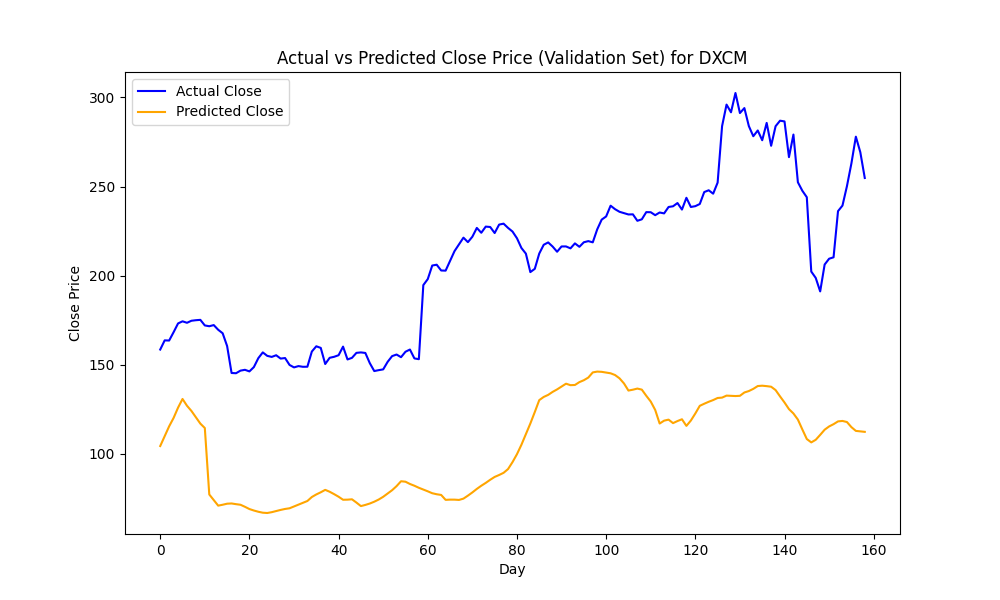 Actual vs Predicted Close Price (Validation Set) for DXCM
Actual Close
Predicted Close
300
250
200
150
100
Close Price
0 20 40 60 80 100 120 140 160
Day